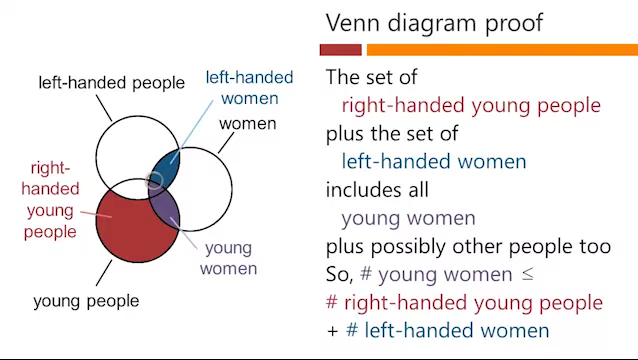 Venn diagram proof
left-handed people
left-handed
women
women
right-
handed
young
people
young
women
young people
The set of
right-handed young people
plus the set of
left-handed women
includes all
young women
plus possibly other people too
So, # young women ≤
# right-handed young people
+ # left-handed women